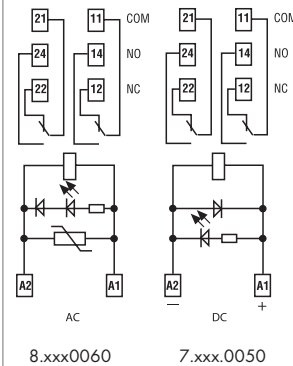 21 11 COM 21 11 COM
24 14 NO 24 14 NO
22 12 NC 22 12 NC
A2 A1 A2 A1
− +
AC DC
8.xxx0060 7.xxx.0050